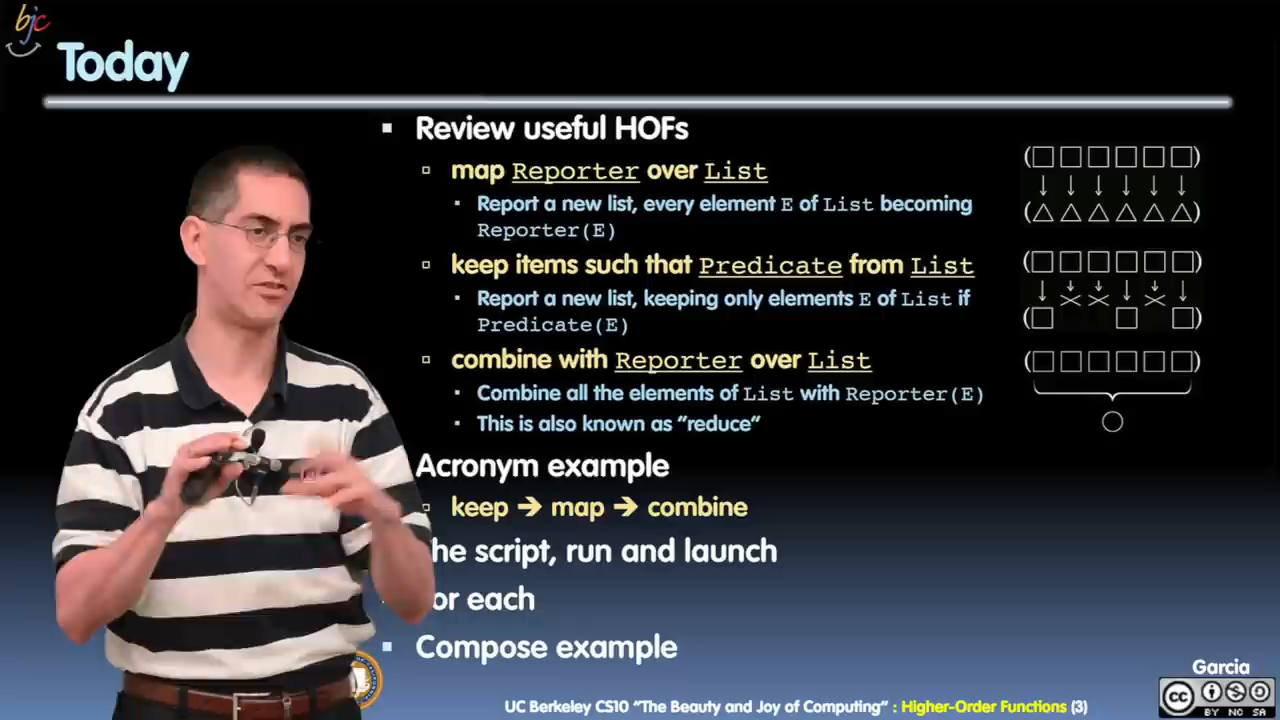 bjc
Today
Review useful HOFs
map Reporter over List
Report a new list, every element E of List becoming
Reporter(E)
keep items such that Predicate from List
Report a new list, keeping only elements E of List if
Predicate(E)
combine with Reporter over List
Combine all the elements of List with Reporter(E)
This is also known as “reduce”
Acronym example
keep ➔ map ➔ combine
he script, run and launch
or each
Compose example
Garcia
UC Berkeley CS10 “The Beauty and Joy of Computing” : Higher-Order Functions (3)
cc
BY NC SA